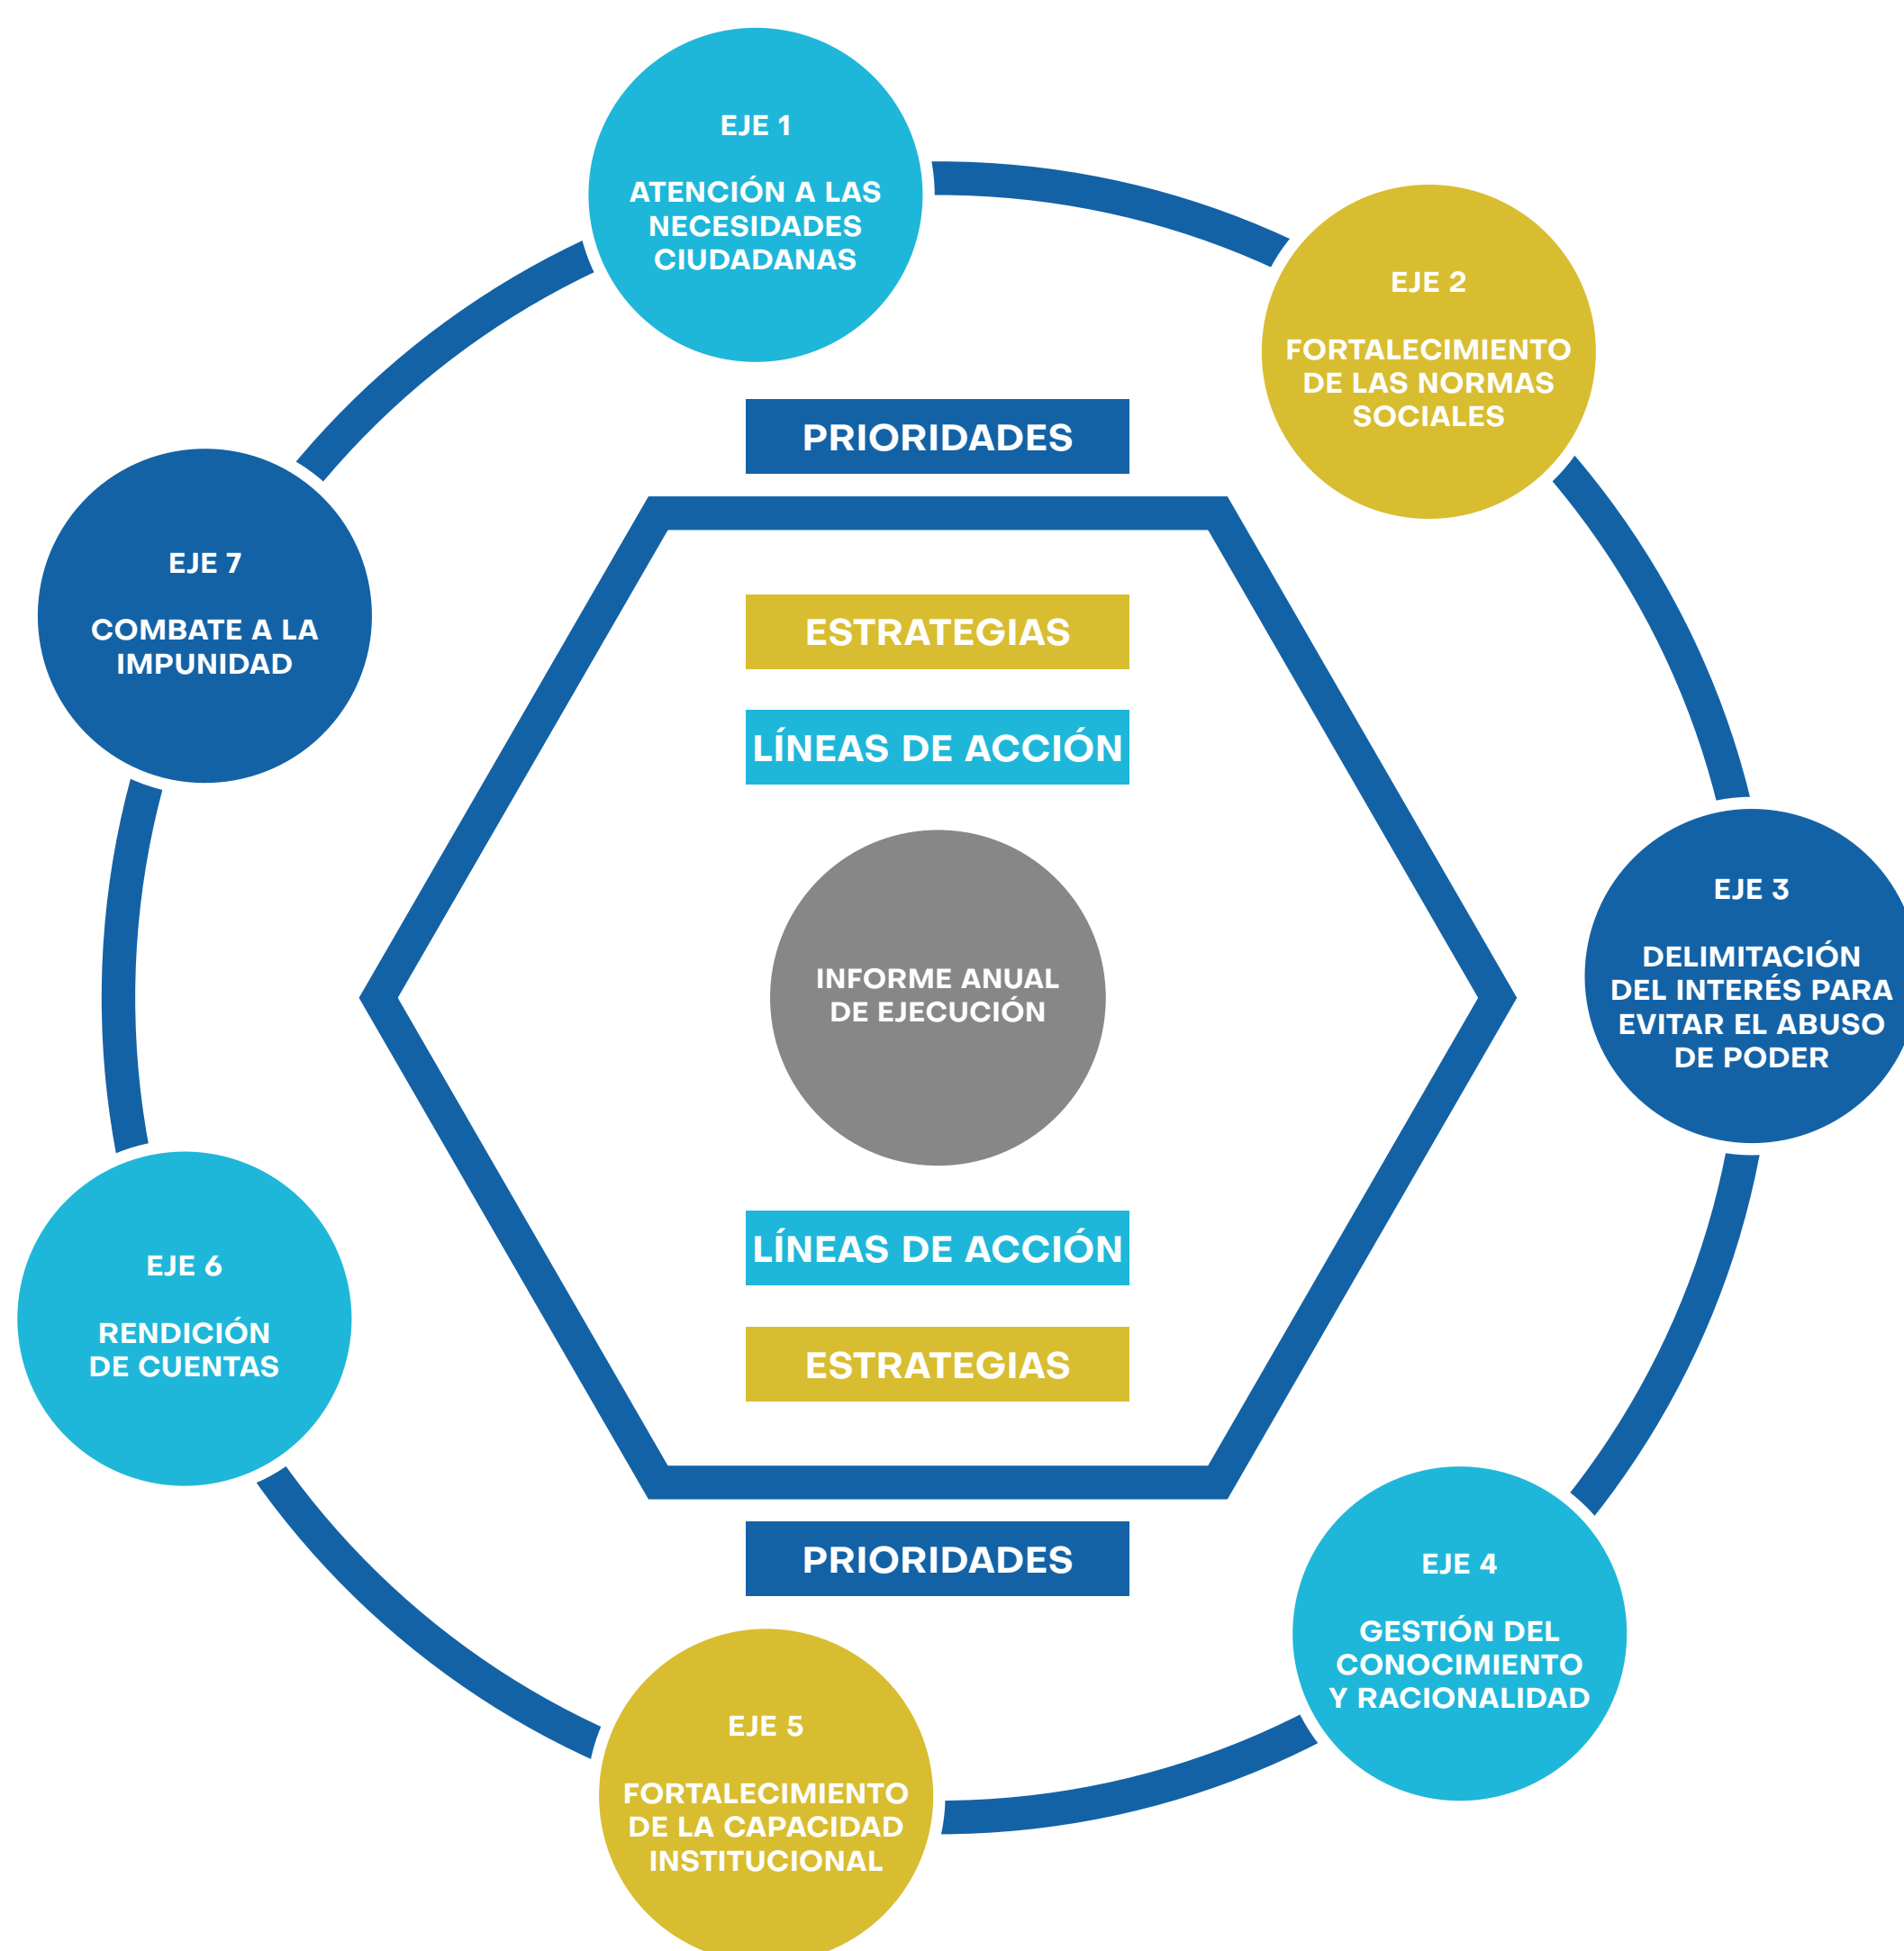 EJE 1
ATENCIÓN A LAS
NECESIDADES
CIUDADANAS
EJE 2
FORTALECIMIENTO
DE LAS NORMAS
SOCIALES
PRIORIDADES
EJE 7
COMBATE A LA
IMPUNIDAD
ESTRATEGIAS
LÍNEAS DE ACCIÓN
EJE 3
DELIMITACIÓN
DEL INTERÉS PARA
EVITAR EL ABUSO
DE PODER
INFORME ANUAL
DE EJECUCIÓN
LÍNEAS DE ACCIÓN
EJE 6
RENDICIÓN
DE CUENTAS
ESTRATEGIAS
PRIORIDADES
EJE 4
GESTIÓN DEL
CONOCIMIENTO
Y RACIONALIDAD
EJE 5
FORTALECIMIENTO
DE LA CAPACIDAD
INSTITUCIONAL